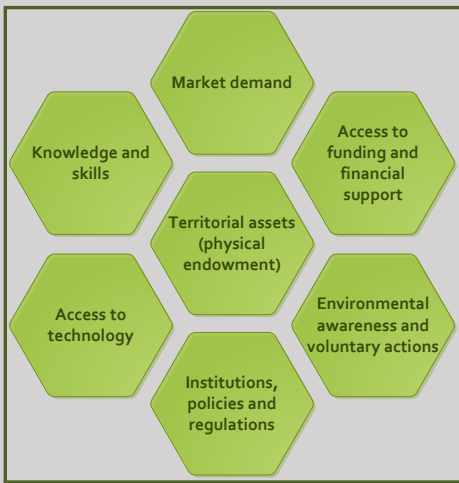 Market demand
Knowledge and
skills
Access to
funding and
financial
support
Territorial assets
(physical
endowment)
Access to
technology
Environmental
awareness and
voluntary actions
Institutions,
policies and
regulations